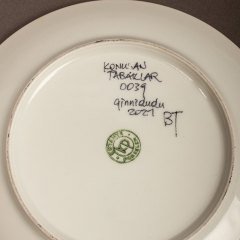 KONUŞAN
TABAKLAR
0039
ginnidudu
2021
BT